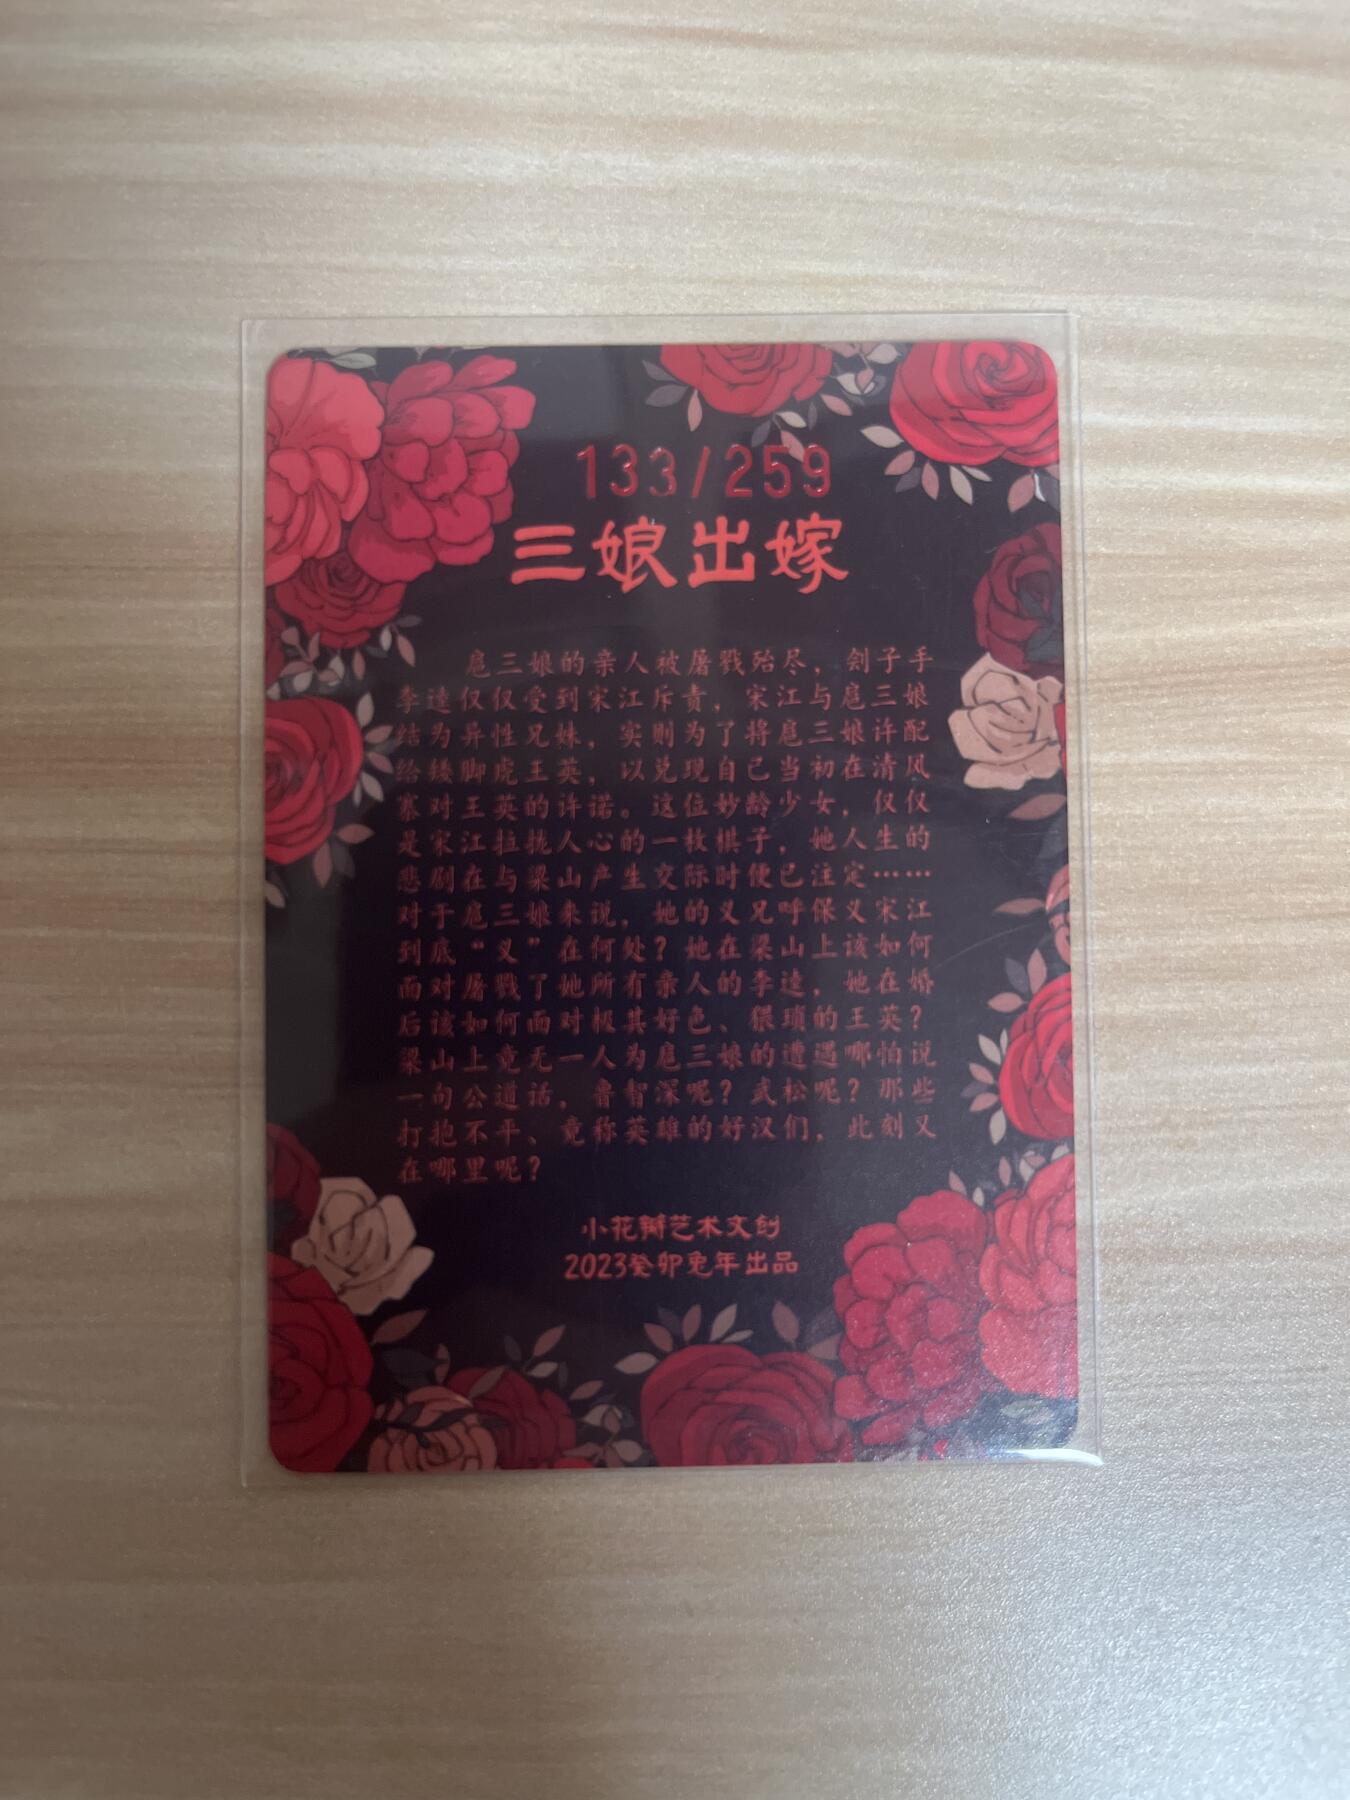 133/259
三娘出嫁
扈三娘的亲人被屠戮殆尽，刽子手
李逵仅仅受到宋江斥责，宋江与扈三娘
结为异性兄妹，实则为了将扈三娘许配
给矮脚虎王英，以兑现自己当初在清风
寨对王英的许诺。这位妙龄少女，仅仅
是宋江拉拢人心的一枚棋子，她人生的
悲剧在与梁山产生交际时便已注定……
对于扈三娘来说，她的义兄呼保义宋江
到底“义”在何处？她在梁山上该如何
面对屠戮了她所有亲人的李逵，她在婚
后该如何面对极其好色、猥琐的王英？
梁山上竟无一人为扈三娘的遭遇哪怕说
一句公道话，鲁智深呢？武松呢？那些
打抱不平、竟称英雄的好汉们，此刻又
在哪里呢？
小花瓣艺术文创
2023癸卯兔年出品